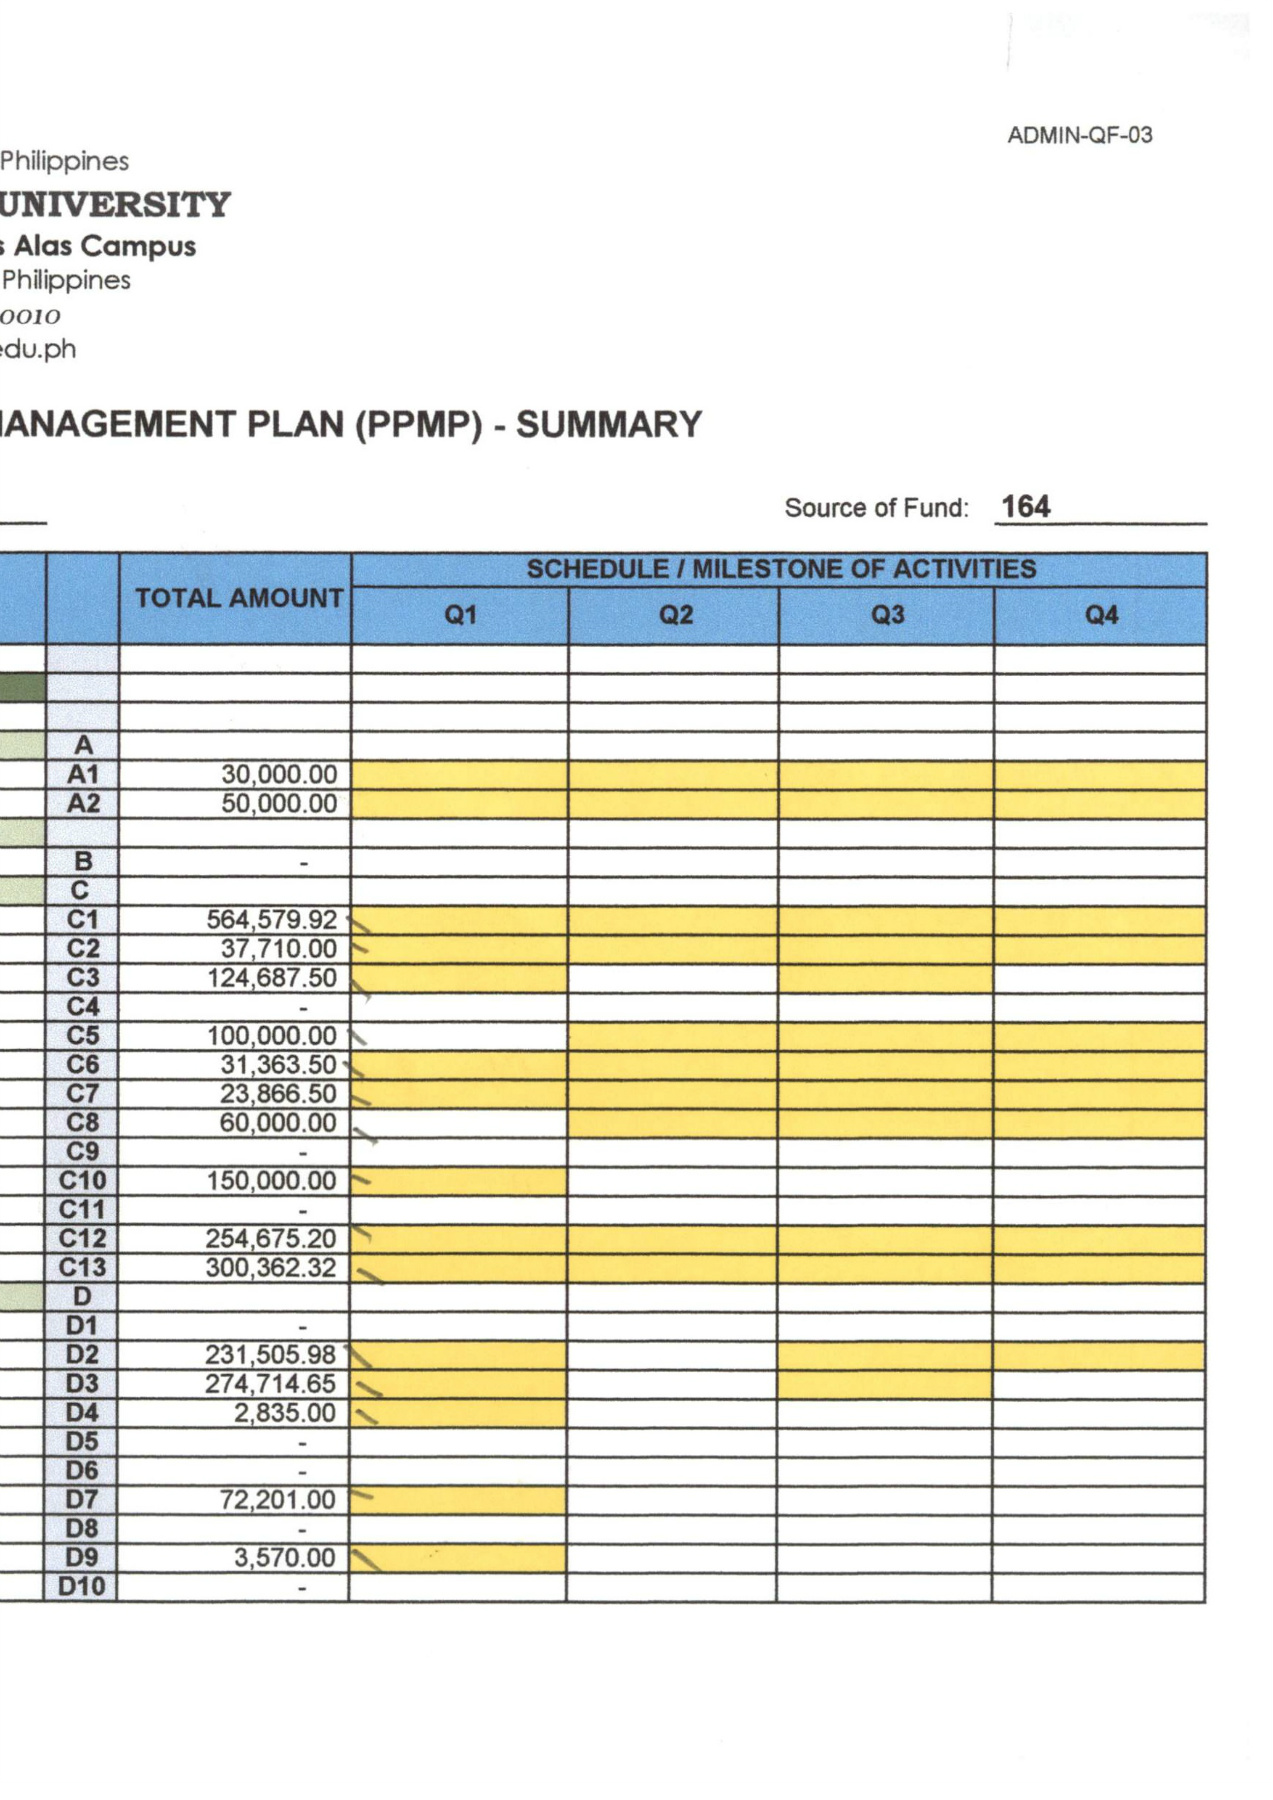 ADMIN-QF-03
Philippines
UNIVERSITY
s Alas Campus
Philippines
0010
edu.ph
MANAGEMENT PLAN (PPMP) - SUMMARY
Source of Fund: 164
TOTAL AMOUNT SCHEDULE / MILESTONE OF ACTIVITIES
Q1 Q2 Q3 Q4
A
A1 30,000.00
A2 50,000.00
B -
C
C1 564,579.92
C2 37,710.00
C3 124,687.50
C4 -
C5 100,000.00
C6 31,363.50
C7 23,866.50
C8 60,000.00
C9 -
C10 150,000.00
C11 -
C12 254,675.20
C13 300,362.32
D
D1 -
D2 231,505.98
D3 274,714.65
D4 2,835.00
D5 -
D6 -
D7 72,201.00
D8 -
D9 3,570.00
D10 -